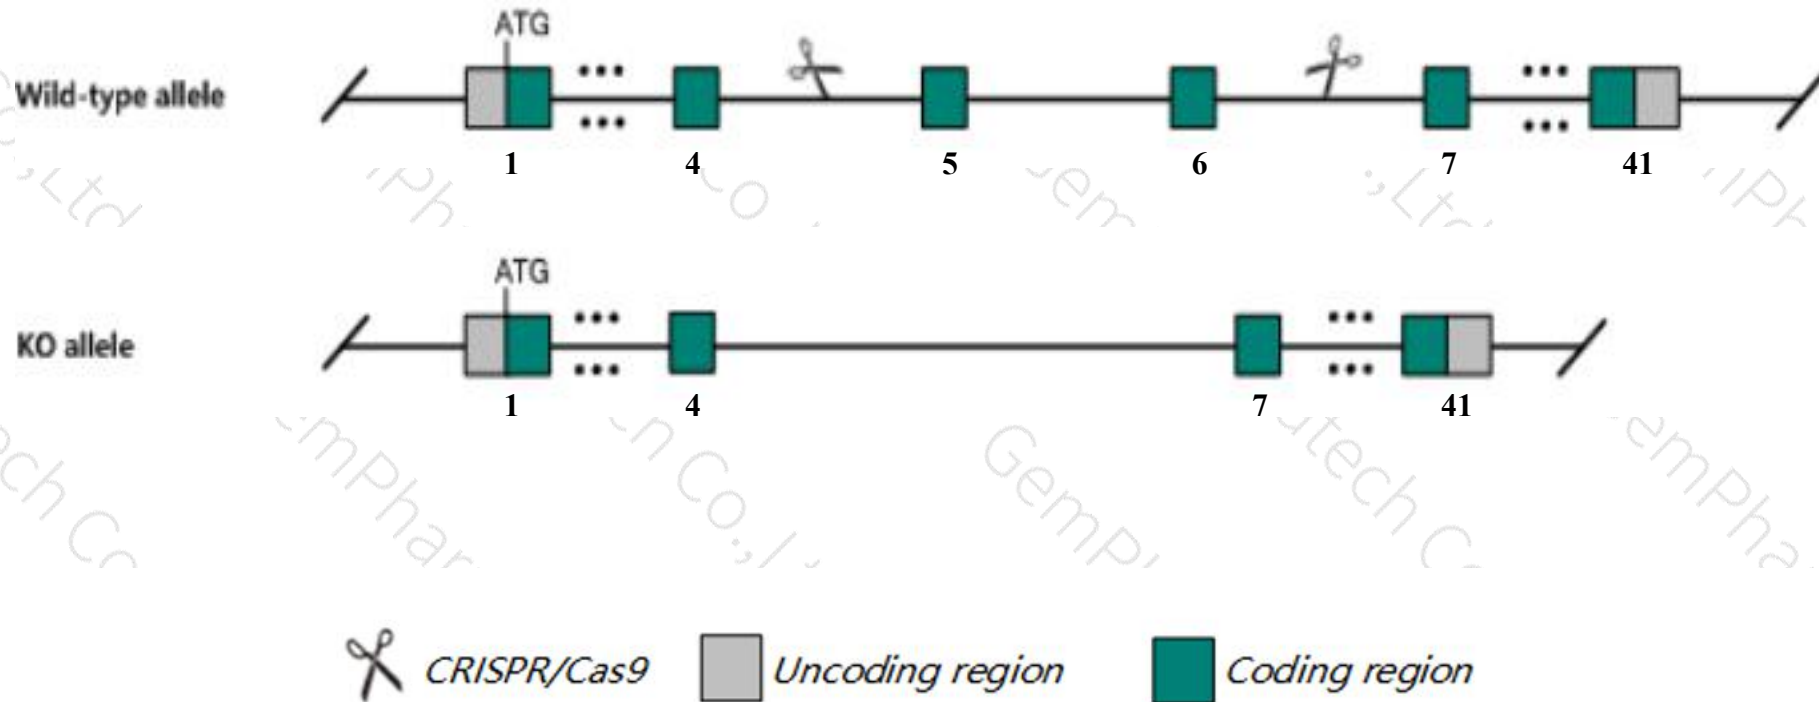 ATG
Wild-type allele
1 4 5 6 7 41
ATG
KO allele
1 4 7 41
CRISPR/Cas9 Uncoding region Coding region